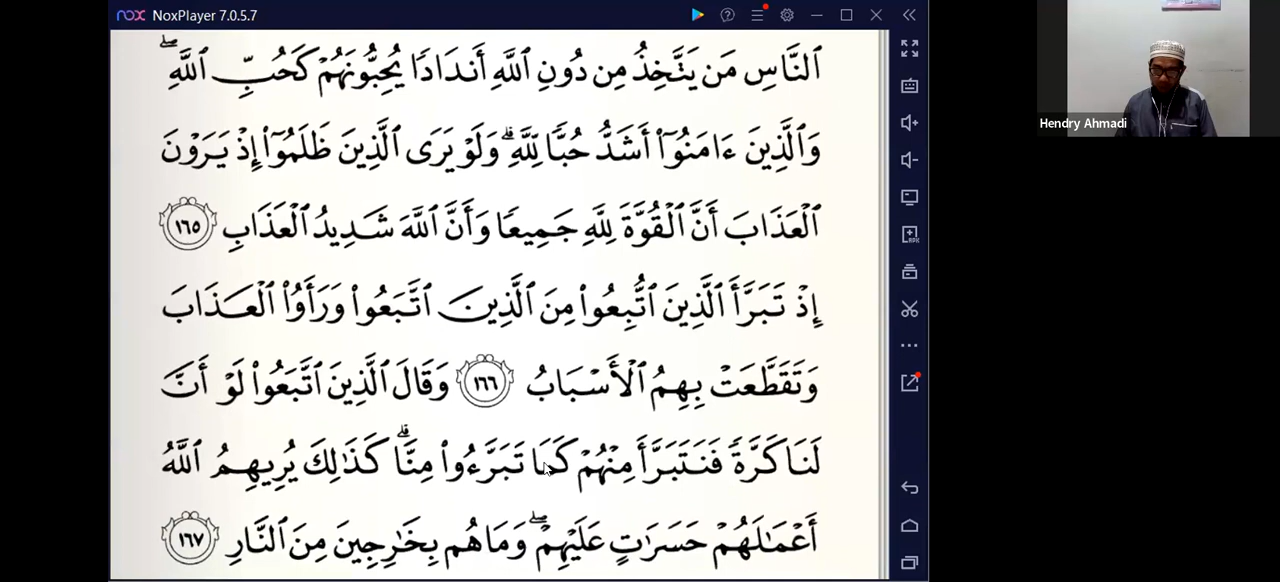 NoxPlayer 7.0.5.7
Hendry Ahmadi
ٱلنَّاسِ مَن يَتَّخِذُ مِن دُونِ ٱللَّهِ أَندَادًا يُحِبُّونَهُمْ كَحُبِّ ٱللَّهِ ۖ
وَٱلَّذِينَ ءَامَنُوٓا۟ أَشَدُّ حُبًّا لِّلَّهِ ۗ وَلَوْ يَرَى ٱلَّذِينَ ظَلَمُوٓا۟ إِذْ يَرَوْنَ
ٱلْعَذَابَ أَنَّ ٱلْقُوَّةَ لِلَّهِ جَمِيعًا وَأَنَّ ٱللَّهَ شَدِيدُ ٱلْعَذَابِ ١٦٥
إِذْ تَبَرَّأَ ٱلَّذِينَ ٱتُّبِعُوا۟ مِنَ ٱلَّذِينَ ٱتَّبَعُوا۟ وَرَأَوُا۟ ٱلْعَذَابَ
وَتَقَطَّعَتْ بِهِمُ ٱلْأَسْبَابُ ١٦٦ وَقَالَ ٱلَّذِينَ ٱتَّبَعُوا۟ لَوْ أَنَّ
لَنَا كَرَّةً فَنَتَبَرَّأَ مِنْهُمْ كَمَا تَبَرَّءُوا۟ مِنَّا ۗ كَذَٰلِكَ يُرِيهِمُ ٱللَّهُ
أَعْمَـٰلَهُمْ حَسَرَٰتٍ عَلَيْهِمْ ۖ وَمَا هُم بِخَـٰرِجِينَ مِنَ ٱلنَّارِ ١٦٧